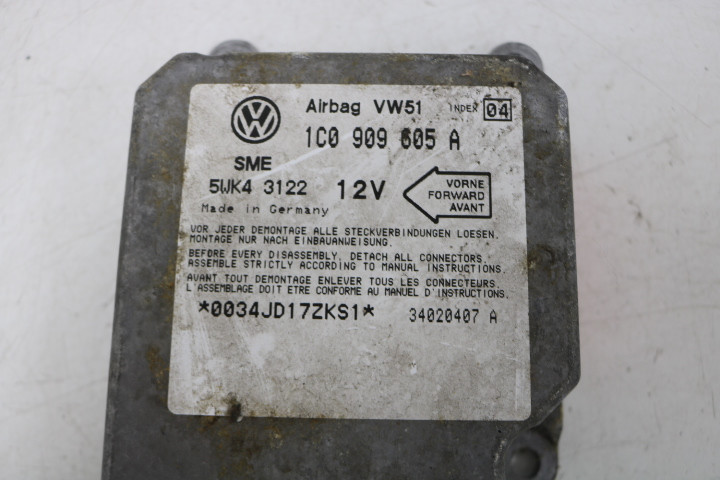 Airbag VW51 INDEX 04
1C0 909 605 A
SME
5WK4 3122 12V
VORNE
FORWARD
AVANT
Made in Germany
VOR JEDER DEMONTAGE ALLE STECKVERBINDUNGEN LOESEN.
MONTAGE NUR NACH EINBAUANWEISUNG.
BEFORE EVERY DISASSEMBLY, DETACH ALL CONNECTORS.
ASSEMBLE STRICTLY ACCORDING TO MANUAL INSTRUCTIONS.
AVANT TOUT DEMONTAGE ENLEVER TOUS LES CONNECTEURS.
L'ASSEMBLAGE DOIT ETRE CONFORME AU MANUEL D'INSTRUCTIONS.
*0034JD17ZKS1* 34020407 A